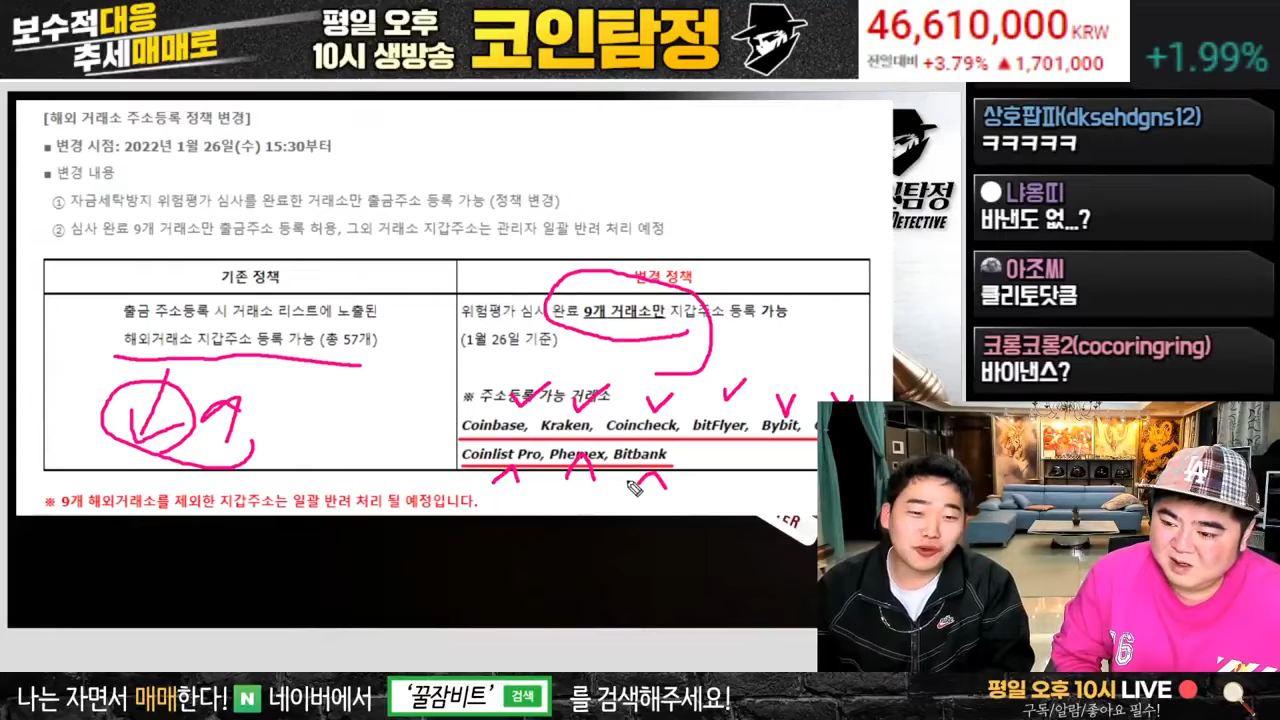 보수적대응
추세매매로
평일 오후
10시 생방송
코인탐정
46,610,000 KRW
전일대비 +3.79% ▲1,701,000
+1.99%
[해외 거래소 주소등록 정책 변경]
■ 변경 시점: 2022년 1월 26일(수) 15:30부터
■ 변경 내용
① 자금세탁방지 위험평가 심사를 완료한 거래소만 출금주소 등록 가능 (정책 변경)
② 심사 완료 9개 거래소만 출금주소 등록 허용, 그외 거래소 지갑주소는 관리자 일괄 반려 처리 예정
기존 정책
변경 정책
출금 주소등록 시 거래소 리스트에 노출된
해외거래소 지갑주소 등록 가능 (총 57개)
위험평가 심사 완료 9개 거래소만 지갑주소 등록 가능
(1월 26일 기준)
※ 주소등록 가능 거래소
Coinbase, Kraken, Coincheck, bitFlyer, Bybit,
Coinlist Pro, Phemex, Bitbank
※ 9개 해외거래소를 제외한 지갑주소는 일괄 반려 처리 될 예정입니다.
탐정
DETECTIVE
상호팝파(dksehdgns12)
ㅋㅋㅋㅋㅋ
냐옹띠
바낸도 없...?
아조씨
클리토닷컴
크롱크롱2(cocoringring)
바이낸스?
LA
나는 자면서 매매한다! N 네이버에서 '꿀잠비트' 검색 를 검색해주세요!
평일 오후 10시 LIVE
구독/알람/좋아요 필수!